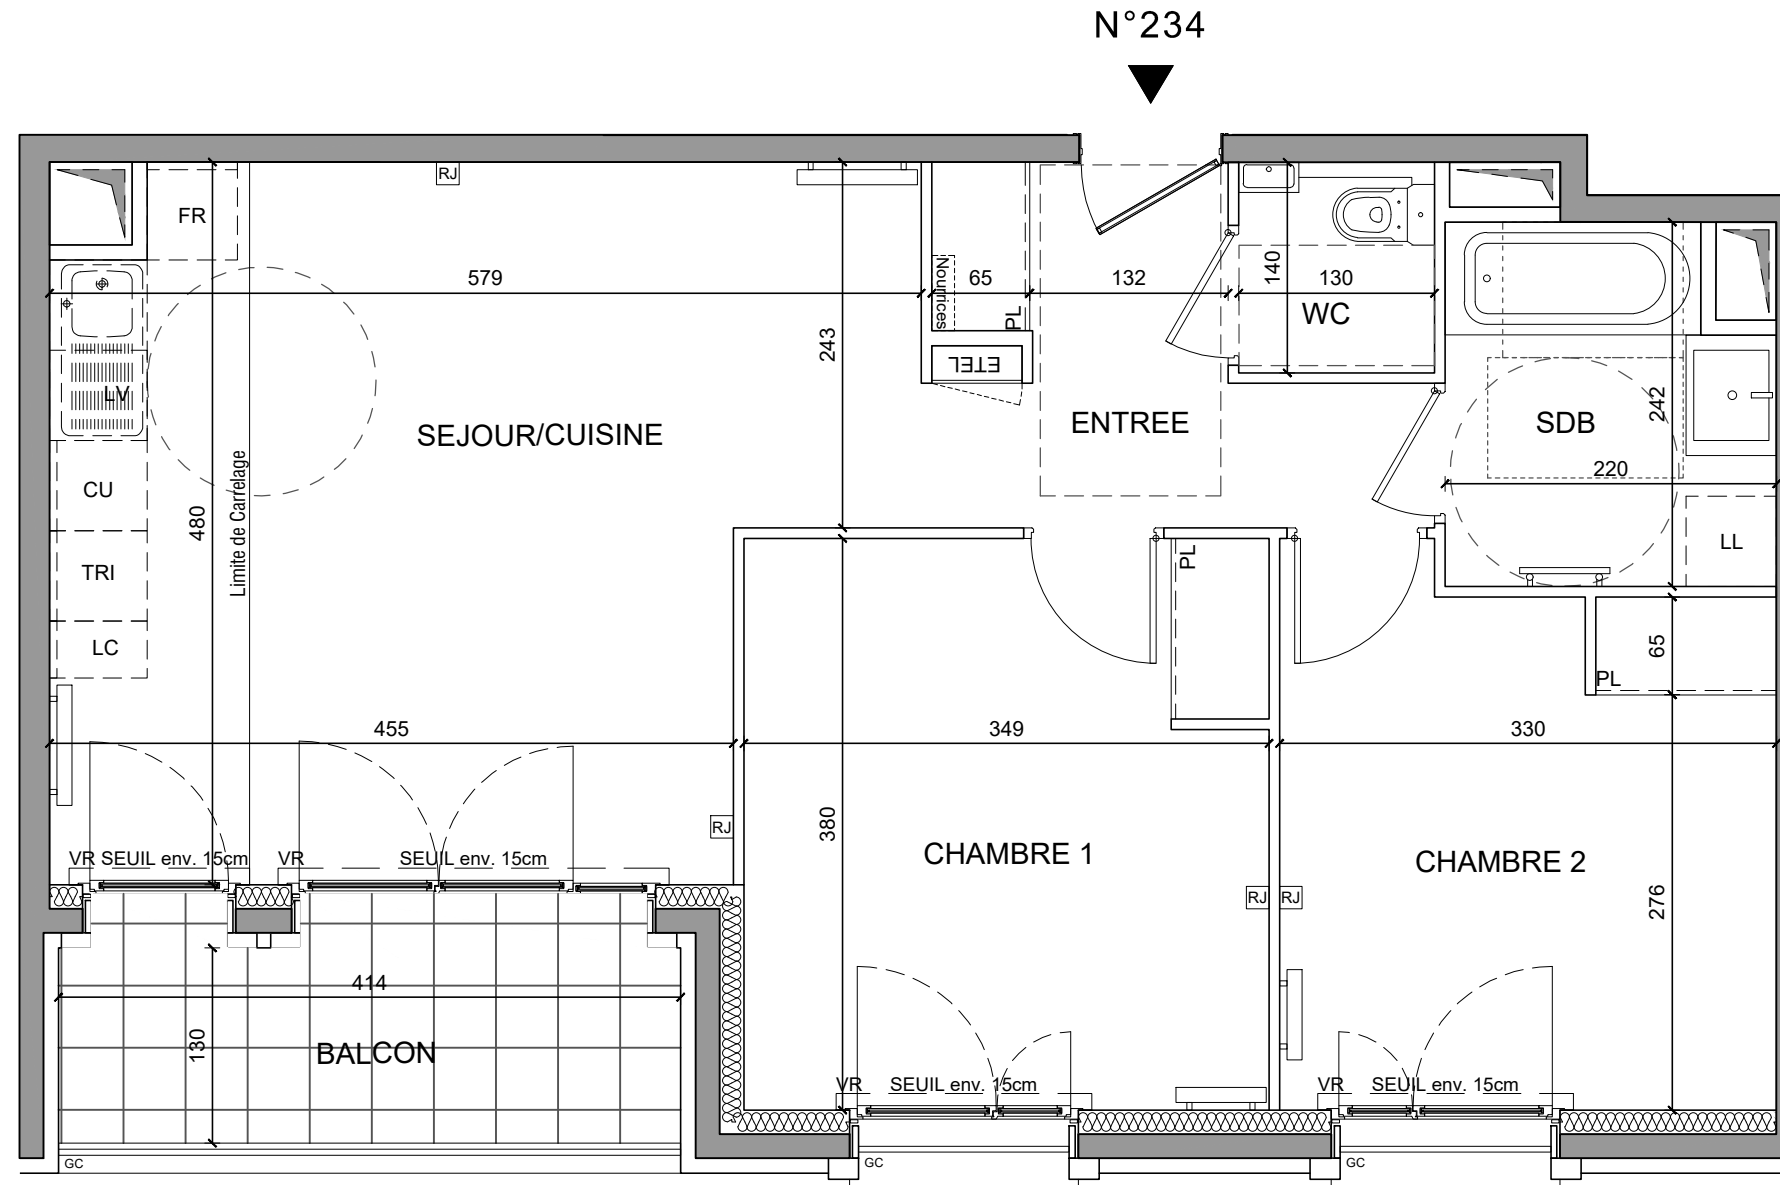 N°234
RJ
FR
579
Nourrices
65
PL
132
140
130
WC
243
ETEL
LV
SEJOUR/CUISINE
ENTREE
SDB
242
220
CU
480
Limite de Carrelage
TRI
LL
PL
LC
65
PL
455
349
330
RJ
380
VR SEUIL env. 15cm
VR
SEUIL env. 15cm
CHAMBRE 1
CHAMBRE 2
RJ
RJ
276
414
130
BALCON
VR
SEUIL env. 15cm
VR
SEUIL env. 15cm
GC
GC
GC